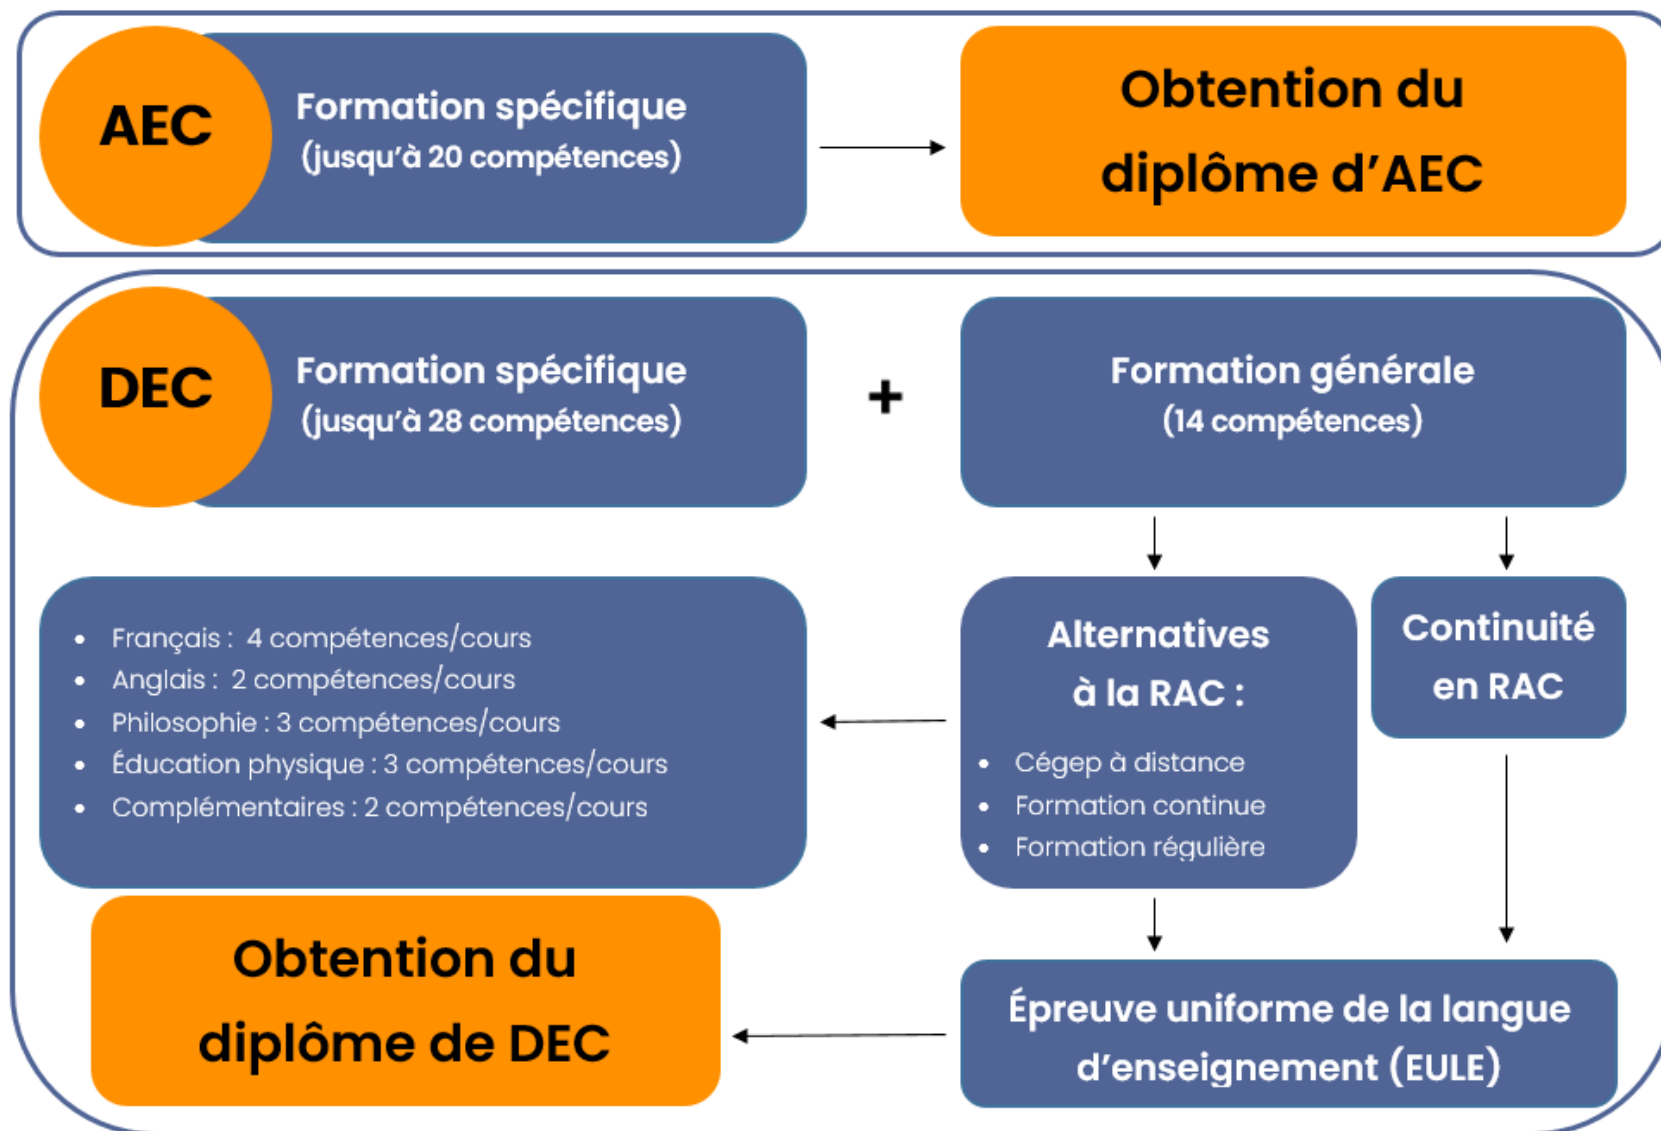 AEC
Formation spécifique
(jusqu'à 20 compétences)
Obtention du
diplôme d'AEC
DEC
Formation spécifique
(jusqu'à 28 compétences)
+
Formation générale
(14 compétences)
• Français : 4 compétences/cours
• Anglais : 2 compétences/cours
• Philosophie : 3 compétences/cours
• Éducation physique : 3 compétences/cours
• Complémentaires : 2 compétences/cours
Alternatives
à la RAC :
• Cégep à distance
• Formation continue
• Formation régulière
Continuité
en RAC
Obtention du
diplôme de DEC
Épreuve uniforme de la langue
d'enseignement (EULE)